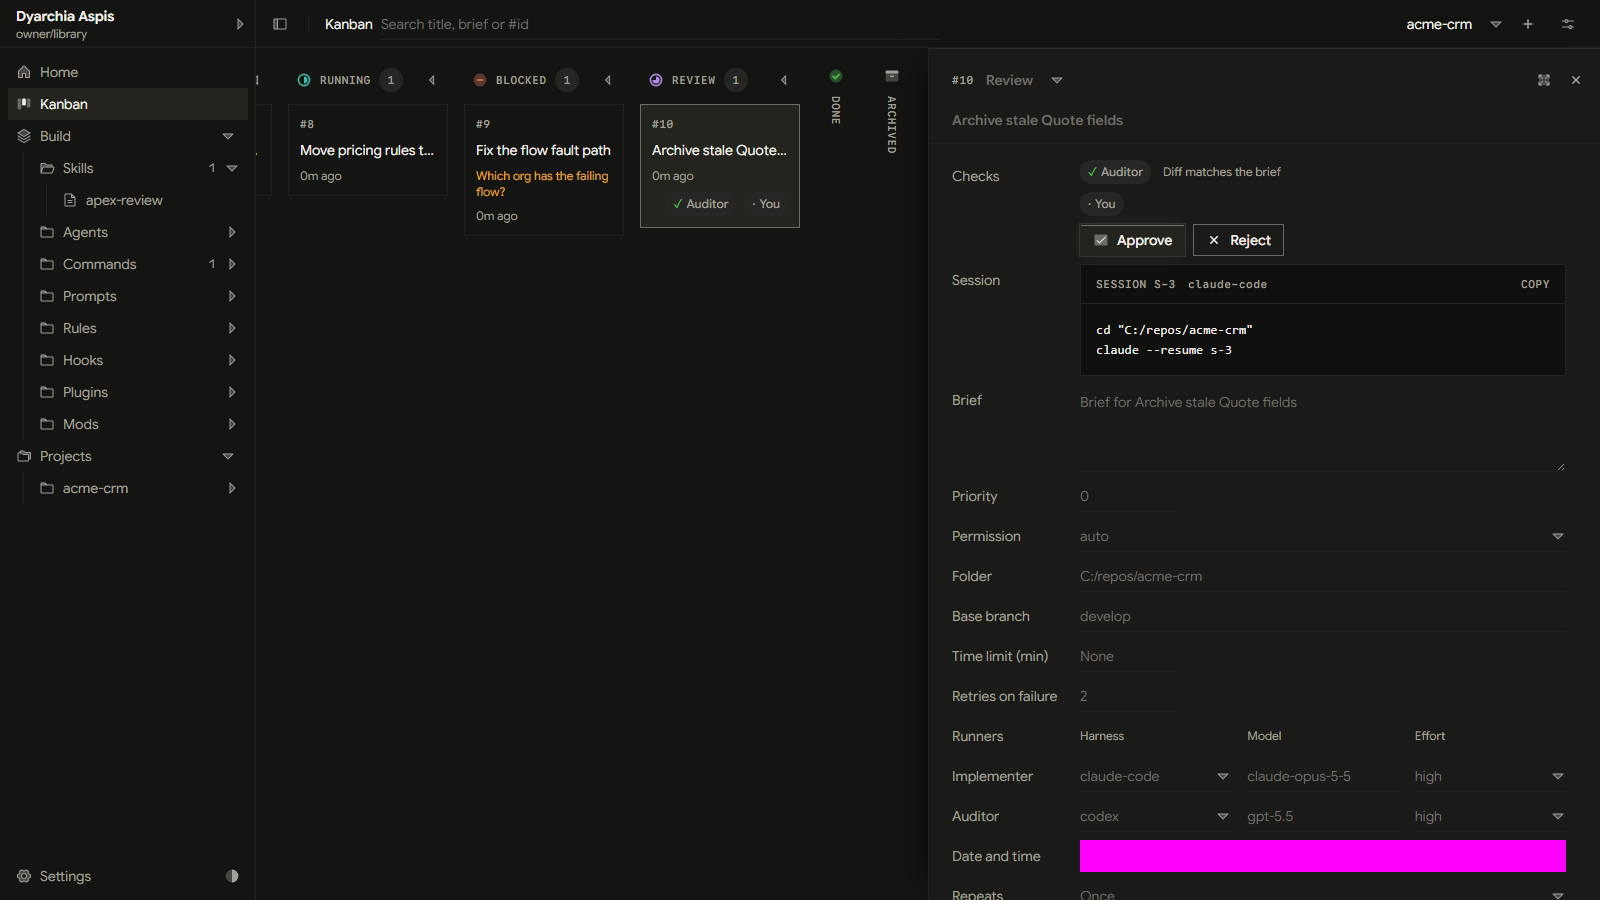 Dyarchia Aspis
owner/library
Kanban
Search title, brief or #id
acme-crm
Home
Kanban
Build
Skills 1
apex-review
Agents
Commands 1
Prompts
Rules
Hooks
Plugins
Mods
Projects
acme-crm
Settings
RUNNING 1
#8
Move pricing rules t...
0m ago
BLOCKED 1
#9
Fix the flow fault path
Which org has the failing
flow?
0m ago
REVIEW 1
#10
Archive stale Quote...
0m ago
✓ Auditor · You
DONE
ARCHIVED
#10 Review
Archive stale Quote fields
Checks
✓ Auditor Diff matches the brief
· You
Approve Reject
Session
SESSION S-3 claude-code COPY
cd "C:/repos/acme-crm"
claude --resume s-3
Brief
Brief for Archive stale Quote fields
Priority 0
Permission auto
Folder C:/repos/acme-crm
Base branch develop
Time limit (min) None
Retries on failure 2
Runners Harness Model Effort
Implementer claude-code claude-opus-5-5 high
Auditor codex gpt-5.5 high
Date and time
Repeats Once